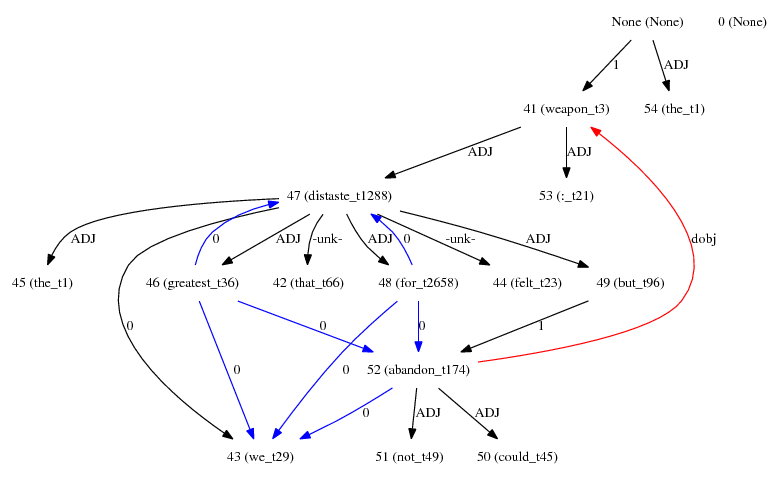 None (None) 0 (None)
1 ADJ
41 (weapon_t3) 54 (the_t1)
ADJ ADJ
47 (distaste_t1288) 53 (:_t21)
ADJ 0 ADJ -unk- ADJ 0 -unk- ADJ dobj
45 (the_t1) 46 (greatest_t36) 42 (that_t66) 48 (for_t2658) 44 (felt_t23) 49 (but_t96)
0 0 0 1
0 0 52 (abandon_t174)
0 ADJ ADJ
43 (we_t29) 51 (not_t49) 50 (could_t45)